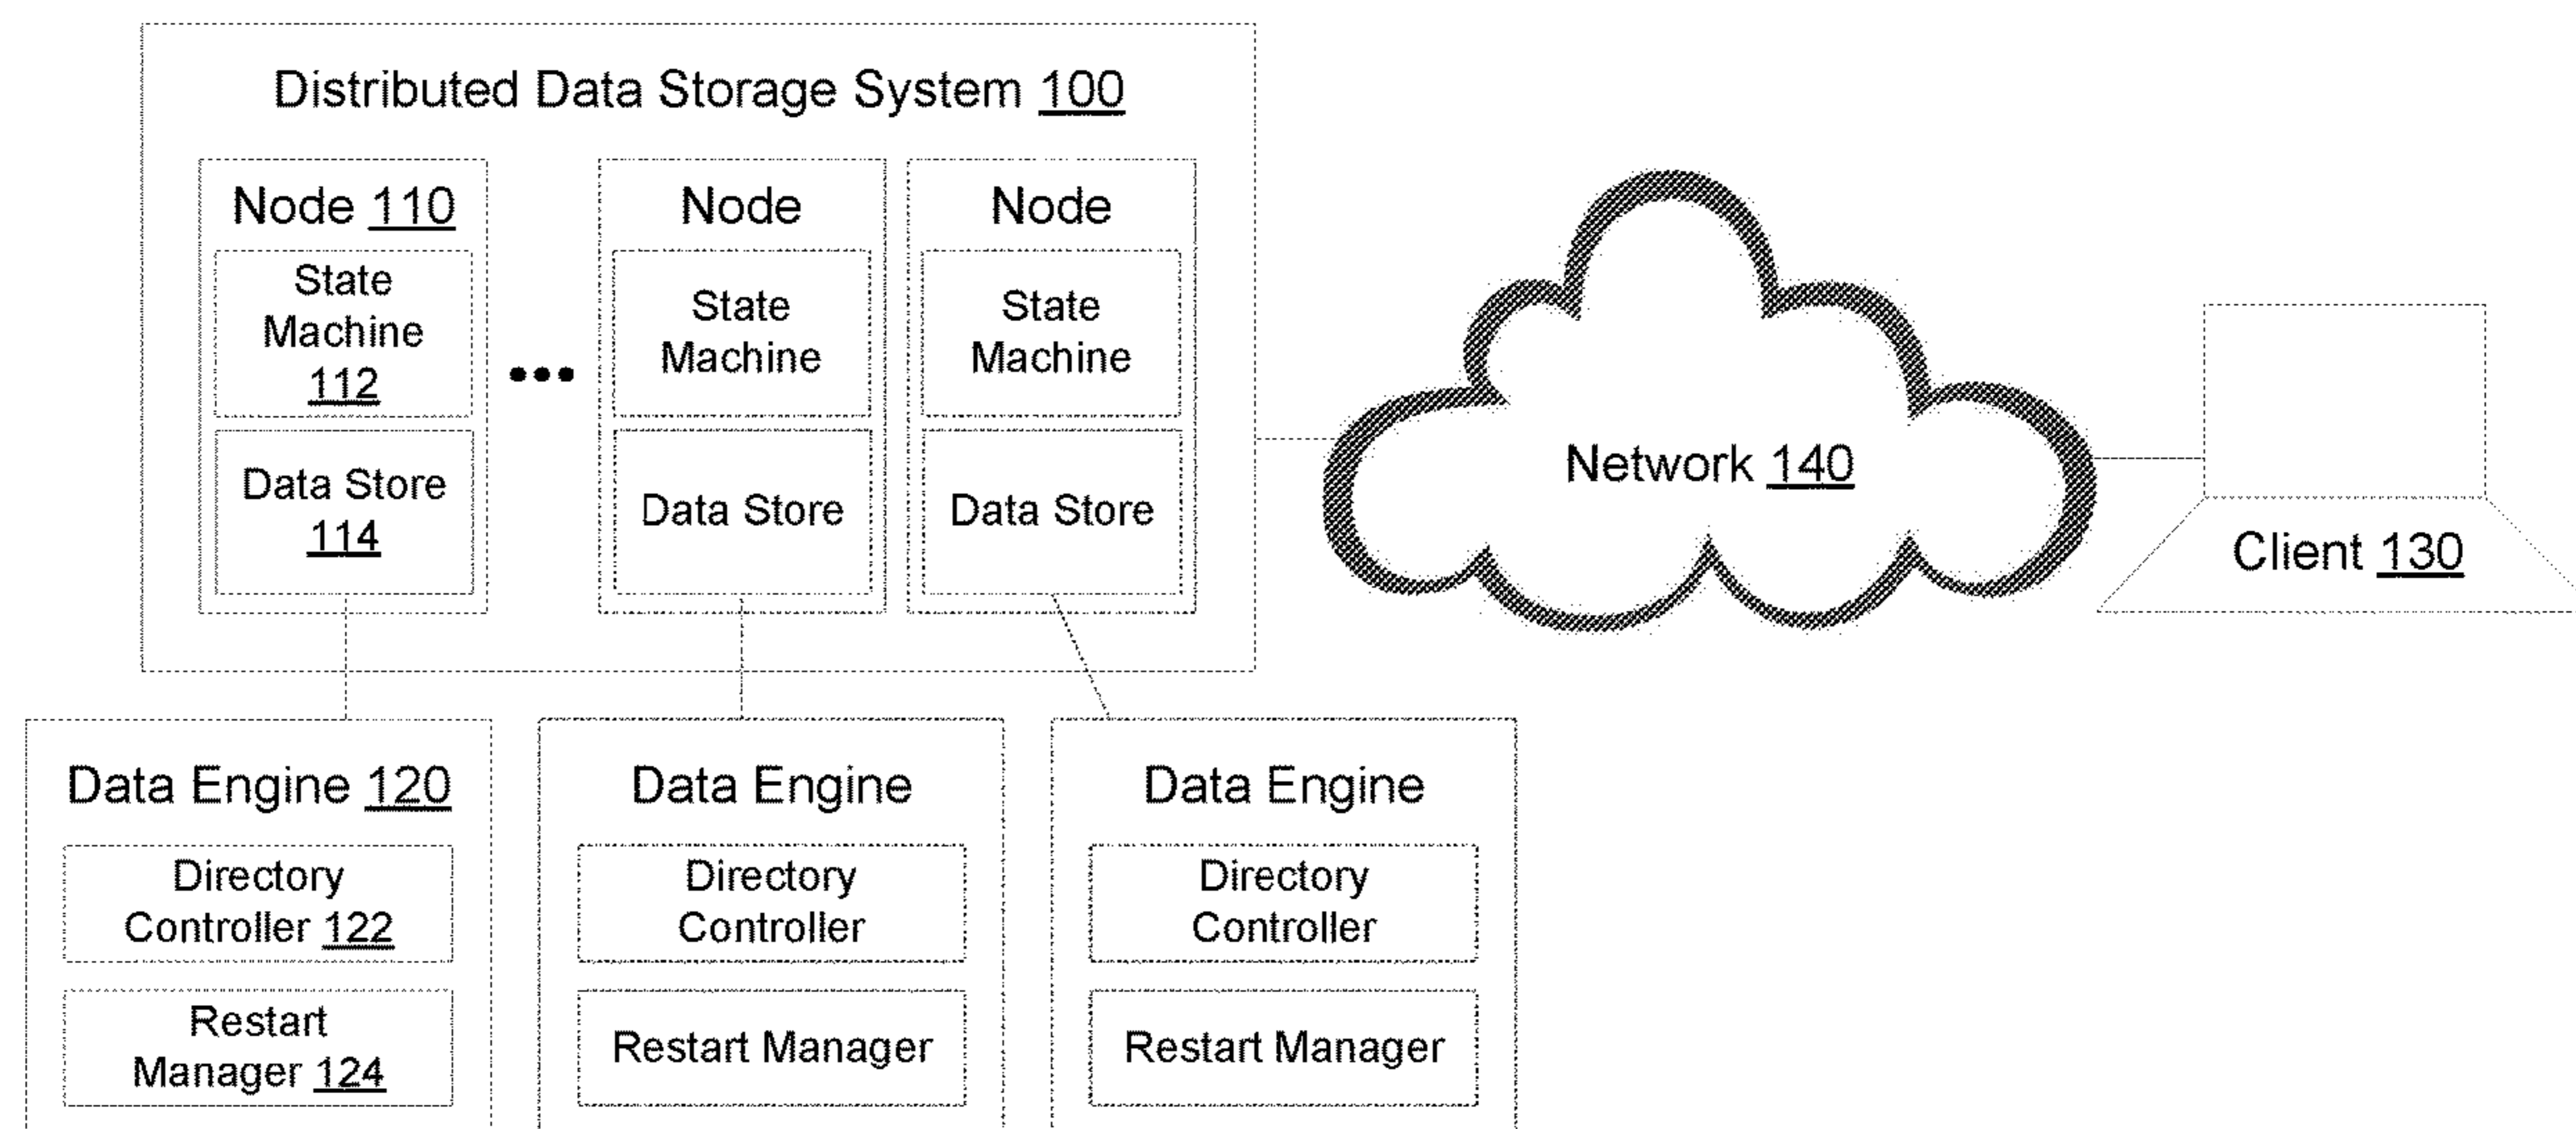 Distributed Data Storage System 100
Node 110
State
Machine
112
Data Store
114
•••
Node
State
Machine
Data Store
Node
State
Machine
Data Store
Network 140
Client 130
Data Engine 120
Directory
Controller 122
Restart
Manager 124
Data Engine
Directory
Controller
Restart Manager
Data Engine
Directory
Controller
Restart Manager